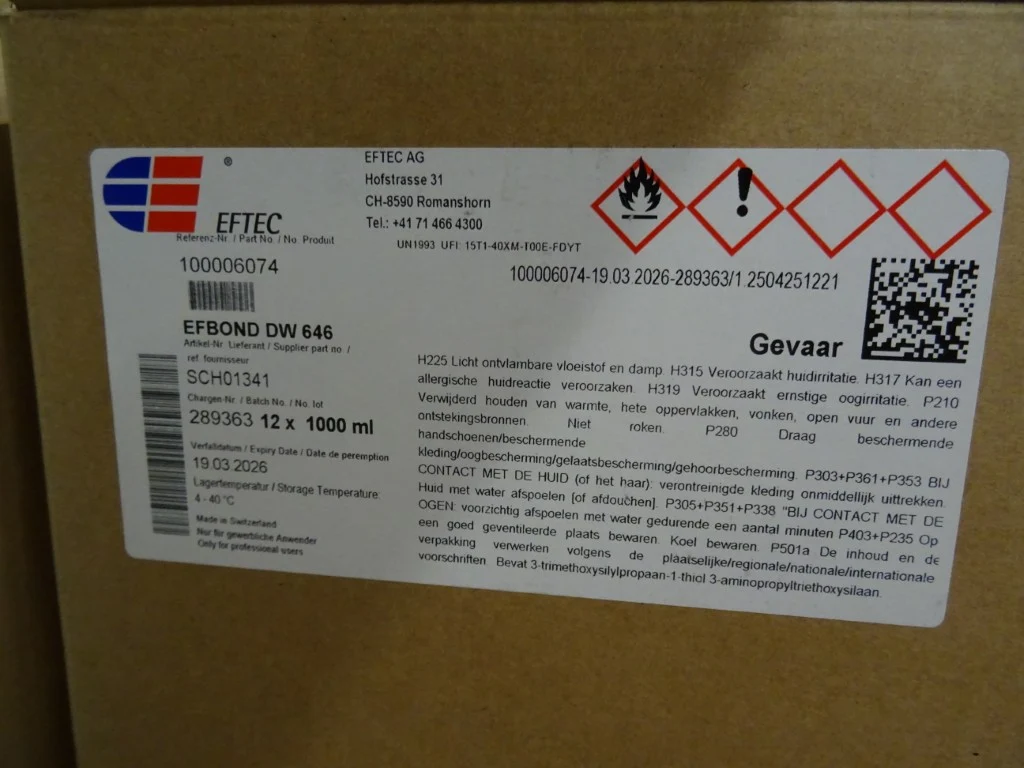 ®
EFTEC
EFTEC AG
Hofstrasse 31
CH-8590 Romanshorn
Tel.: +41 71 466 4300
UN1993 UFI: 15T1-40XM-T00E-FDYT
Referenz-Nr. / Part No. / No. Produit
100006074
100006074-19.03.2026-289363/1.2504251221
EFBOND DW 646
Artikel-Nr. Lieferant / Supplier part no /
ref. fournisseur
SCH01341
Chargen-Nr. / Batch No. / No. lot
289363 12 x 1000 ml
Verfalldatum / Expiry Date / Date de peremption
19.03.2026
Lagertemperatur / Storage Temperature:
4 - 40 °C
Made in Switzerland
Nur für gewerbliche Anwender
Only for professional users
Gevaar
H225 Licht ontvlambare vloeistof en damp. H315 Veroorzaakt huidirritatie. H317 Kan een
allergische huidreactie veroorzaken. H319 Veroorzaakt ernstige oogirritatie. P210
Verwijderd houden van warmte, hete oppervlakken, vonken, open vuur en andere
ontstekingsbronnen. Niet roken. P280 Draag beschermende
handschoenen/beschermende
kleding/oogbescherming/gelaatsbescherming/gehoorbescherming. P303+P361+P353 BIJ
CONTACT MET DE HUID (of het haar): verontreinigde kleding onmiddellijk uittrekken.
Huid met water afspoelen [of afdouchen]. P305+P351+P338 "BIJ CONTACT MET DE
OGEN: voorzichtig afspoelen met water gedurende een aantal minuten P403+P235 Op
een goed geventileerde plaats bewaren. Koel bewaren. P501a De inhoud en de
verpakking verwerken volgens de plaatselijke/regionale/nationale/internationale
voorschriften. Bevat 3-trimethoxysilylpropaan-1-thiol 3-aminopropyltriethoxysilaan.